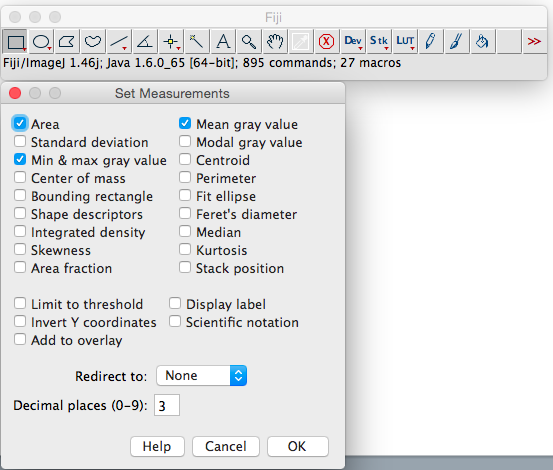 Fiji
A Dev Stk LUT >>
Fiji/ImageJ 1.46j; Java 1.6.0_65 [64-bit]; 895 commands; 27 macros
Set Measurements
Area Mean gray value
Standard deviation Modal gray value
Min & max gray value Centroid
Center of mass Perimeter
Bounding rectangle Fit ellipse
Shape descriptors Feret's diameter
Integrated density Median
Skewness Kurtosis
Area fraction Stack position
Limit to threshold Display label
Invert Y coordinates Scientific notation
Add to overlay
Redirect to: None
Decimal places (0-9): 3
Help Cancel OK